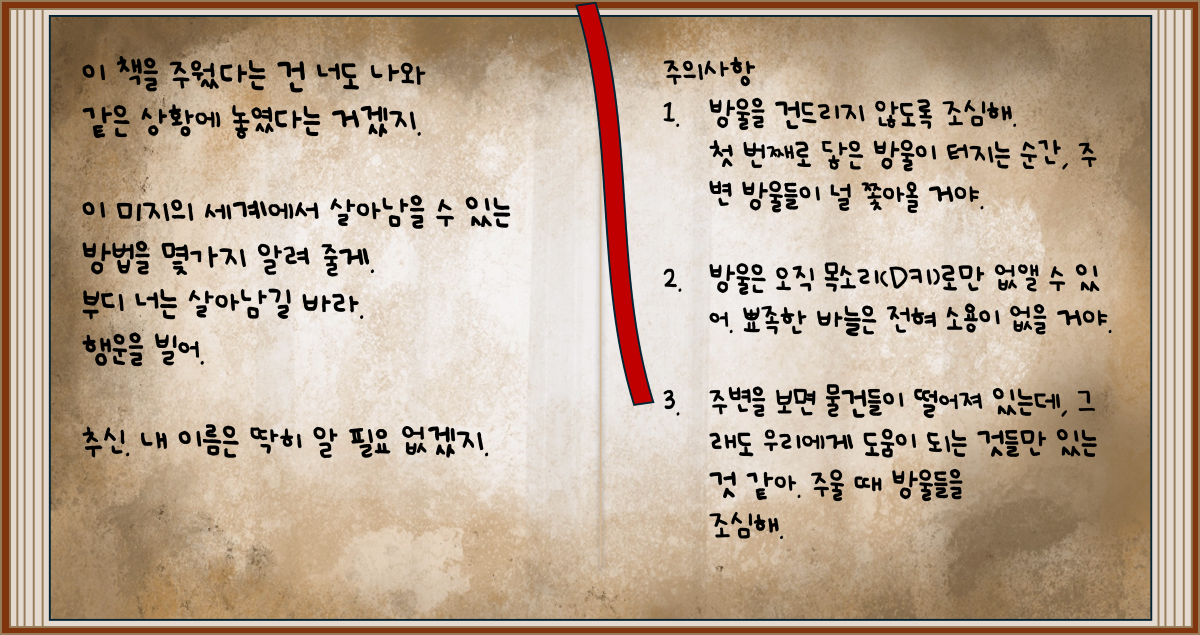 이 책을 주웠다는 건 너도 나와
같은 상황에 놓였다는 거겠지.
이 미지의 세계에서 살아남을 수 있는
방법을 몇가지 알려 줄게.
부디 너는 살아남길 바라.
행운을 빌어.
추신. 내 이름은 딱히 알 필요 없겠지.
주의사항
1. 방울을 건드리지 않도록 조심해.
첫 번째로 닿은 방울이 터지는 순간, 주
변 방울들이 널 쫓아올 거야.
2. 방울은 오직 목소리(D키)로만 없앨 수 있
어. 뾰족한 바늘은 전혀 소용이 없을 거야.
3. 주변을 보면 물건들이 떨어져 있는데, 그
래도 우리에게 도움이 되는 것들만 있는
것 같아. 주울 때 방울들을
조심해.